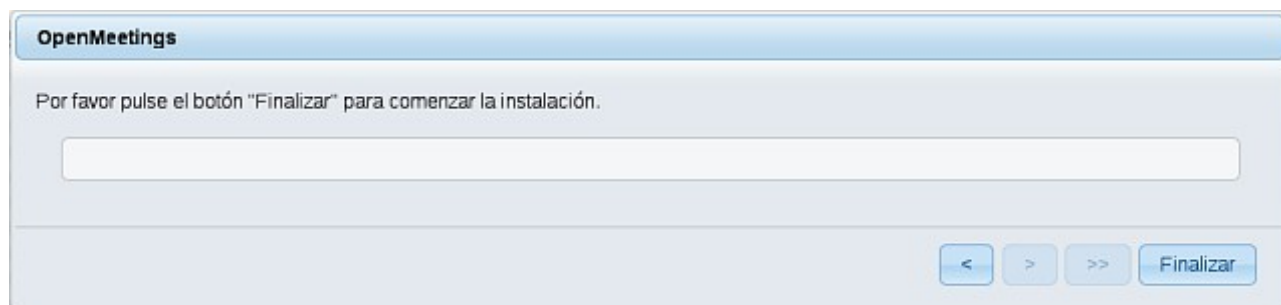 OpenMeetings
Por favor pulse el botón "Finalizar" para comenzar la instalación.
< > >> Finalizar